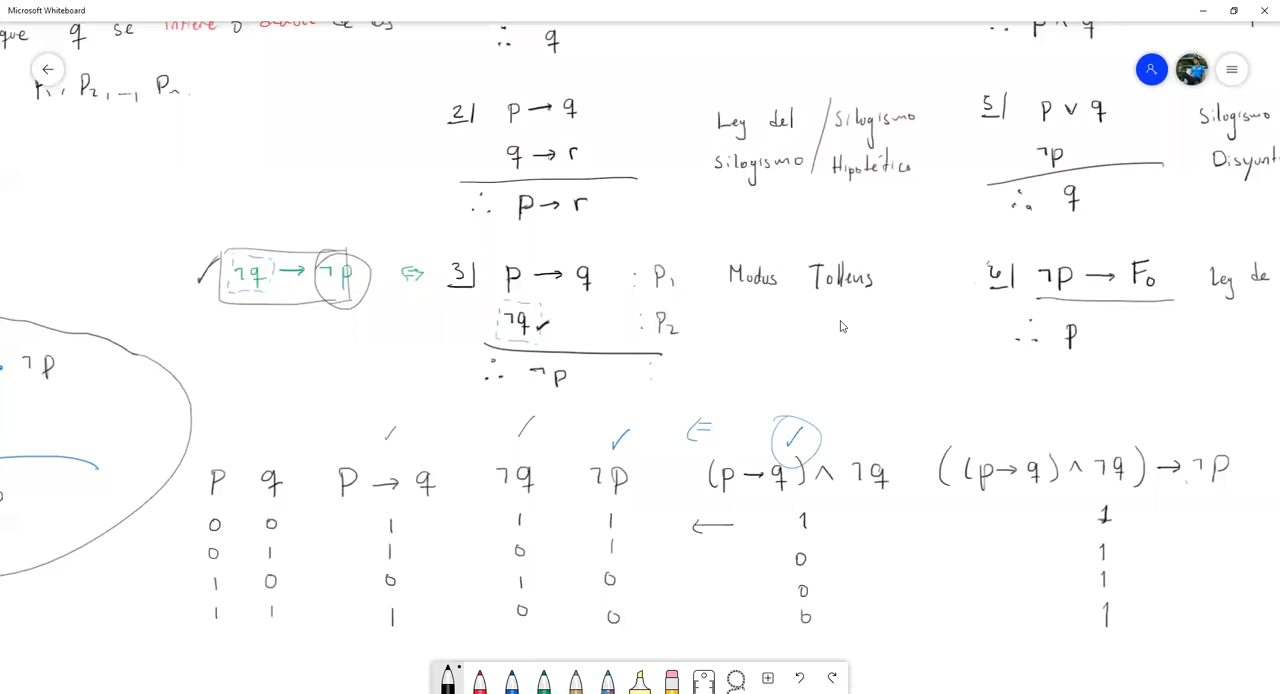 Microsoft Whiteboard
que q se infiere o
P₂, ..., Pₙ.
∴ q
2| p → q
q → r
∴ p → r
Ley del / Silogismo
Silogismo / Hipotético
∴ p ∧ q
5| p ∨ q
¬p
∴ q
Silogismo
Disyunt
¬q → ¬p ⇔ 3| p → q : P₁
¬q : P₂
∴ ¬p :
Modus Tollens
6| ¬p → F₀
∴ p
Ley de
¬p
p q p → q ¬q ¬p (p → q) ∧ ¬q ((p → q) ∧ ¬q) → ¬p
0 0 1 1 1 1 1
0 1 1 0 1 0 1
1 0 0 1 0 0 1
1 1 1 0 0 0 1